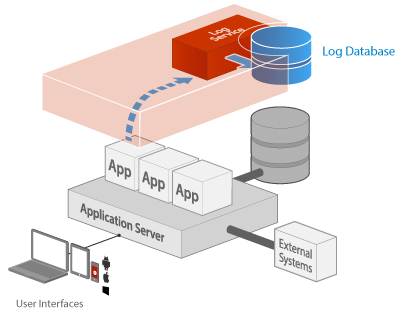 Log
Service
Log Database
App
App
App
Application Server
External
Systems
User Interfaces